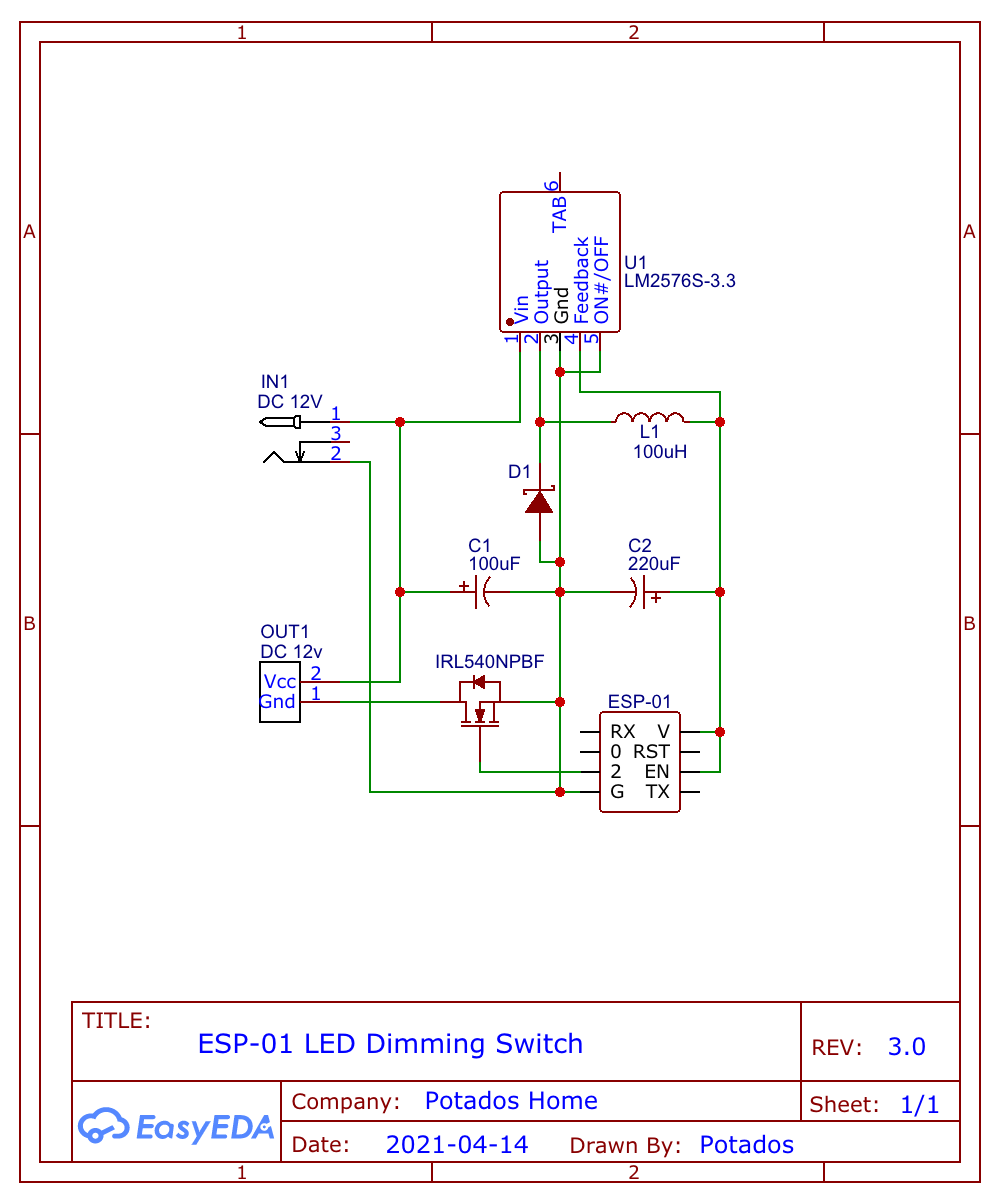 1 2
A A
6
TAB
Vin
Output
Gnd
Feedback
ON#/OFF
1 2 3 4 5
U1
LM2576S-3.3
IN1
DC 12V
1
3
2
L1
100uH
D1
C1
100uF
C2
220uF
+
+
B B
OUT1
DC 12v
Vcc 2
Gnd 1
IRL540NPBF
ESP-01
RX V
0 RST
2 EN
G TX
TITLE:
ESP-01 LED Dimming Switch
REV: 3.0
EasyEDA
Company: Potados Home
Sheet: 1/1
Date: 2021-04-14 Drawn By: Potados
1 2